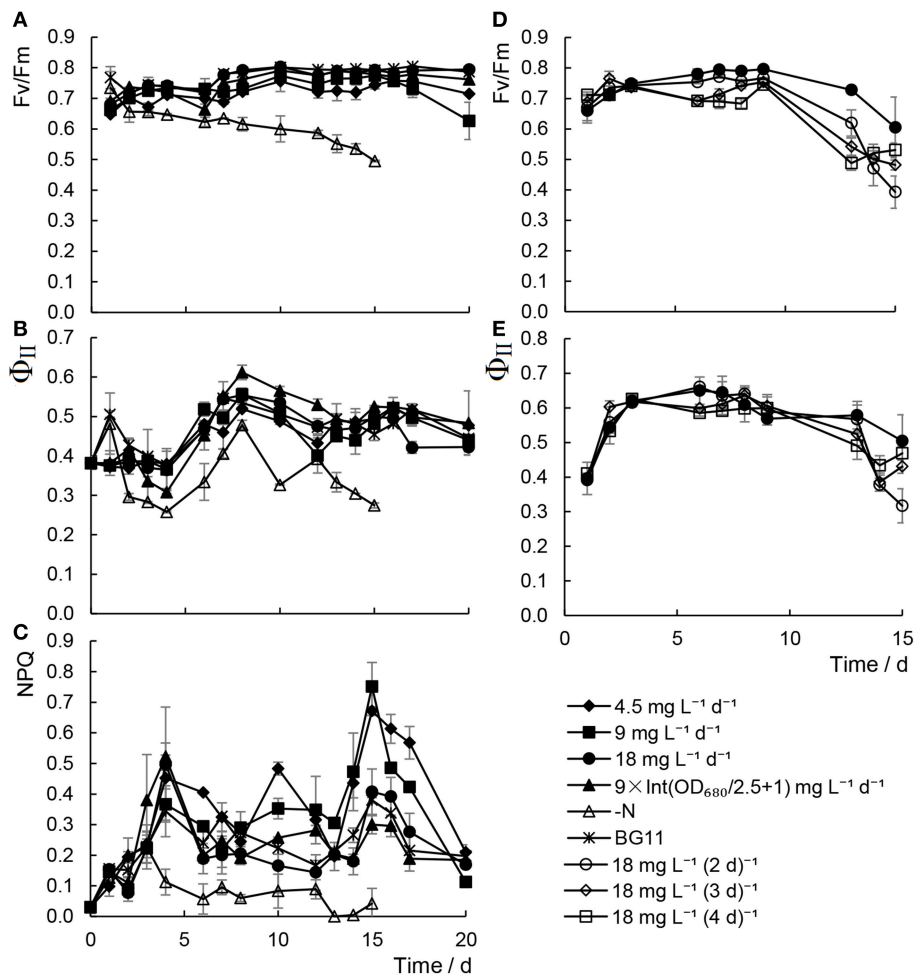 A
Fv/Fm
0.9
0.8
0.7
0.6
0.5
0.4
0.3
0.2
0.1
0.0
B
ΦII
0.7
0.6
0.5
0.4
0.3
0.2
0.1
0.0
C
NPQ
0.9
0.8
0.7
0.6
0.5
0.4
0.3
0.2
0.1
0.0
0 5 10 15 20
Time / d
D
Fv/Fm
0.9
0.8
0.7
0.6
0.5
0.4
0.3
0.2
0.1
0.0
E
ΦII
0.8
0.7
0.6
0.5
0.4
0.3
0.2
0.1
0.0
0 5 10 15
Time / d
4.5 mg L⁻¹ d⁻¹
9 mg L⁻¹ d⁻¹
18 mg L⁻¹ d⁻¹
9×Int(OD₆₈₀/2.5+1) mg L⁻¹ d⁻¹
-N
BG11
18 mg L⁻¹ (2 d)⁻¹
18 mg L⁻¹ (3 d)⁻¹
18 mg L⁻¹ (4 d)⁻¹